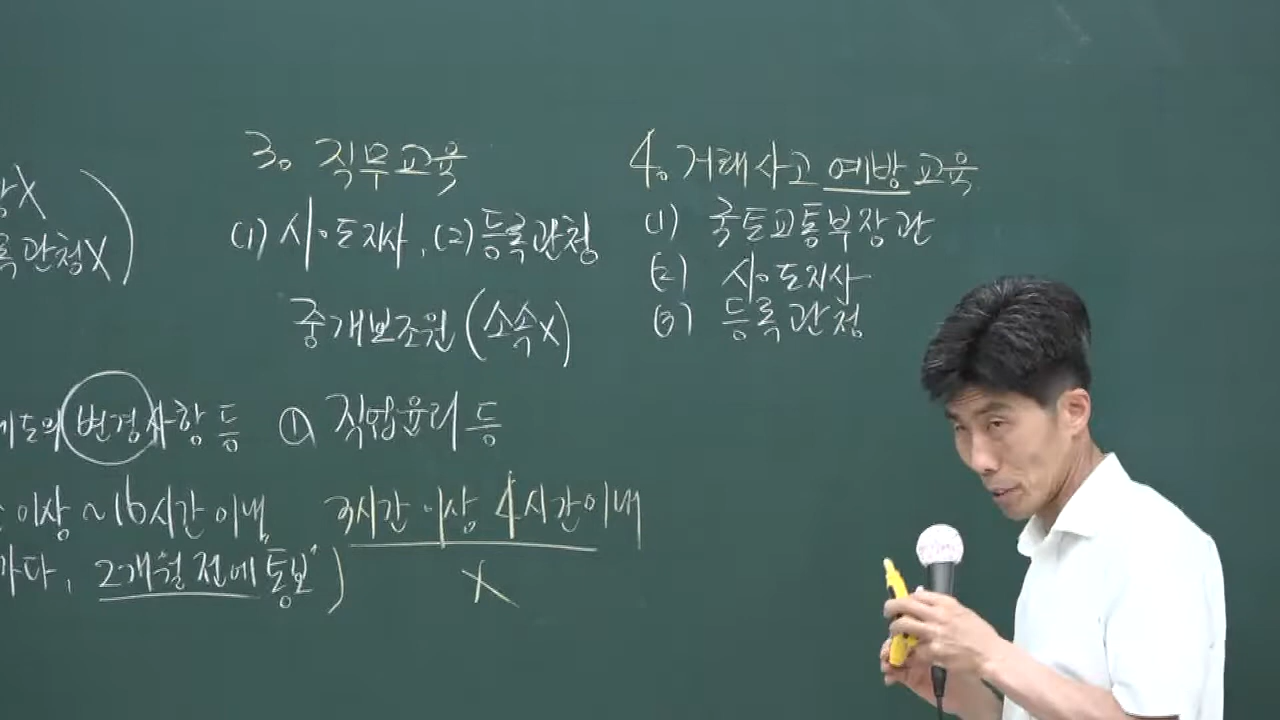 X
록관청X)
제도의 변경사항 등
이상 ~16시간 이내
2개월 전에 통보)
3. 직무교육
(1) 시·도지사, (2) 등록관청
중개보조원 (소속X)
① 직업윤리 등
3시간 이상 4시간이내
X
4. 거래사고 예방교육
(1) 국토교통부장관
(2) 시·도지사
(3) 등록관청